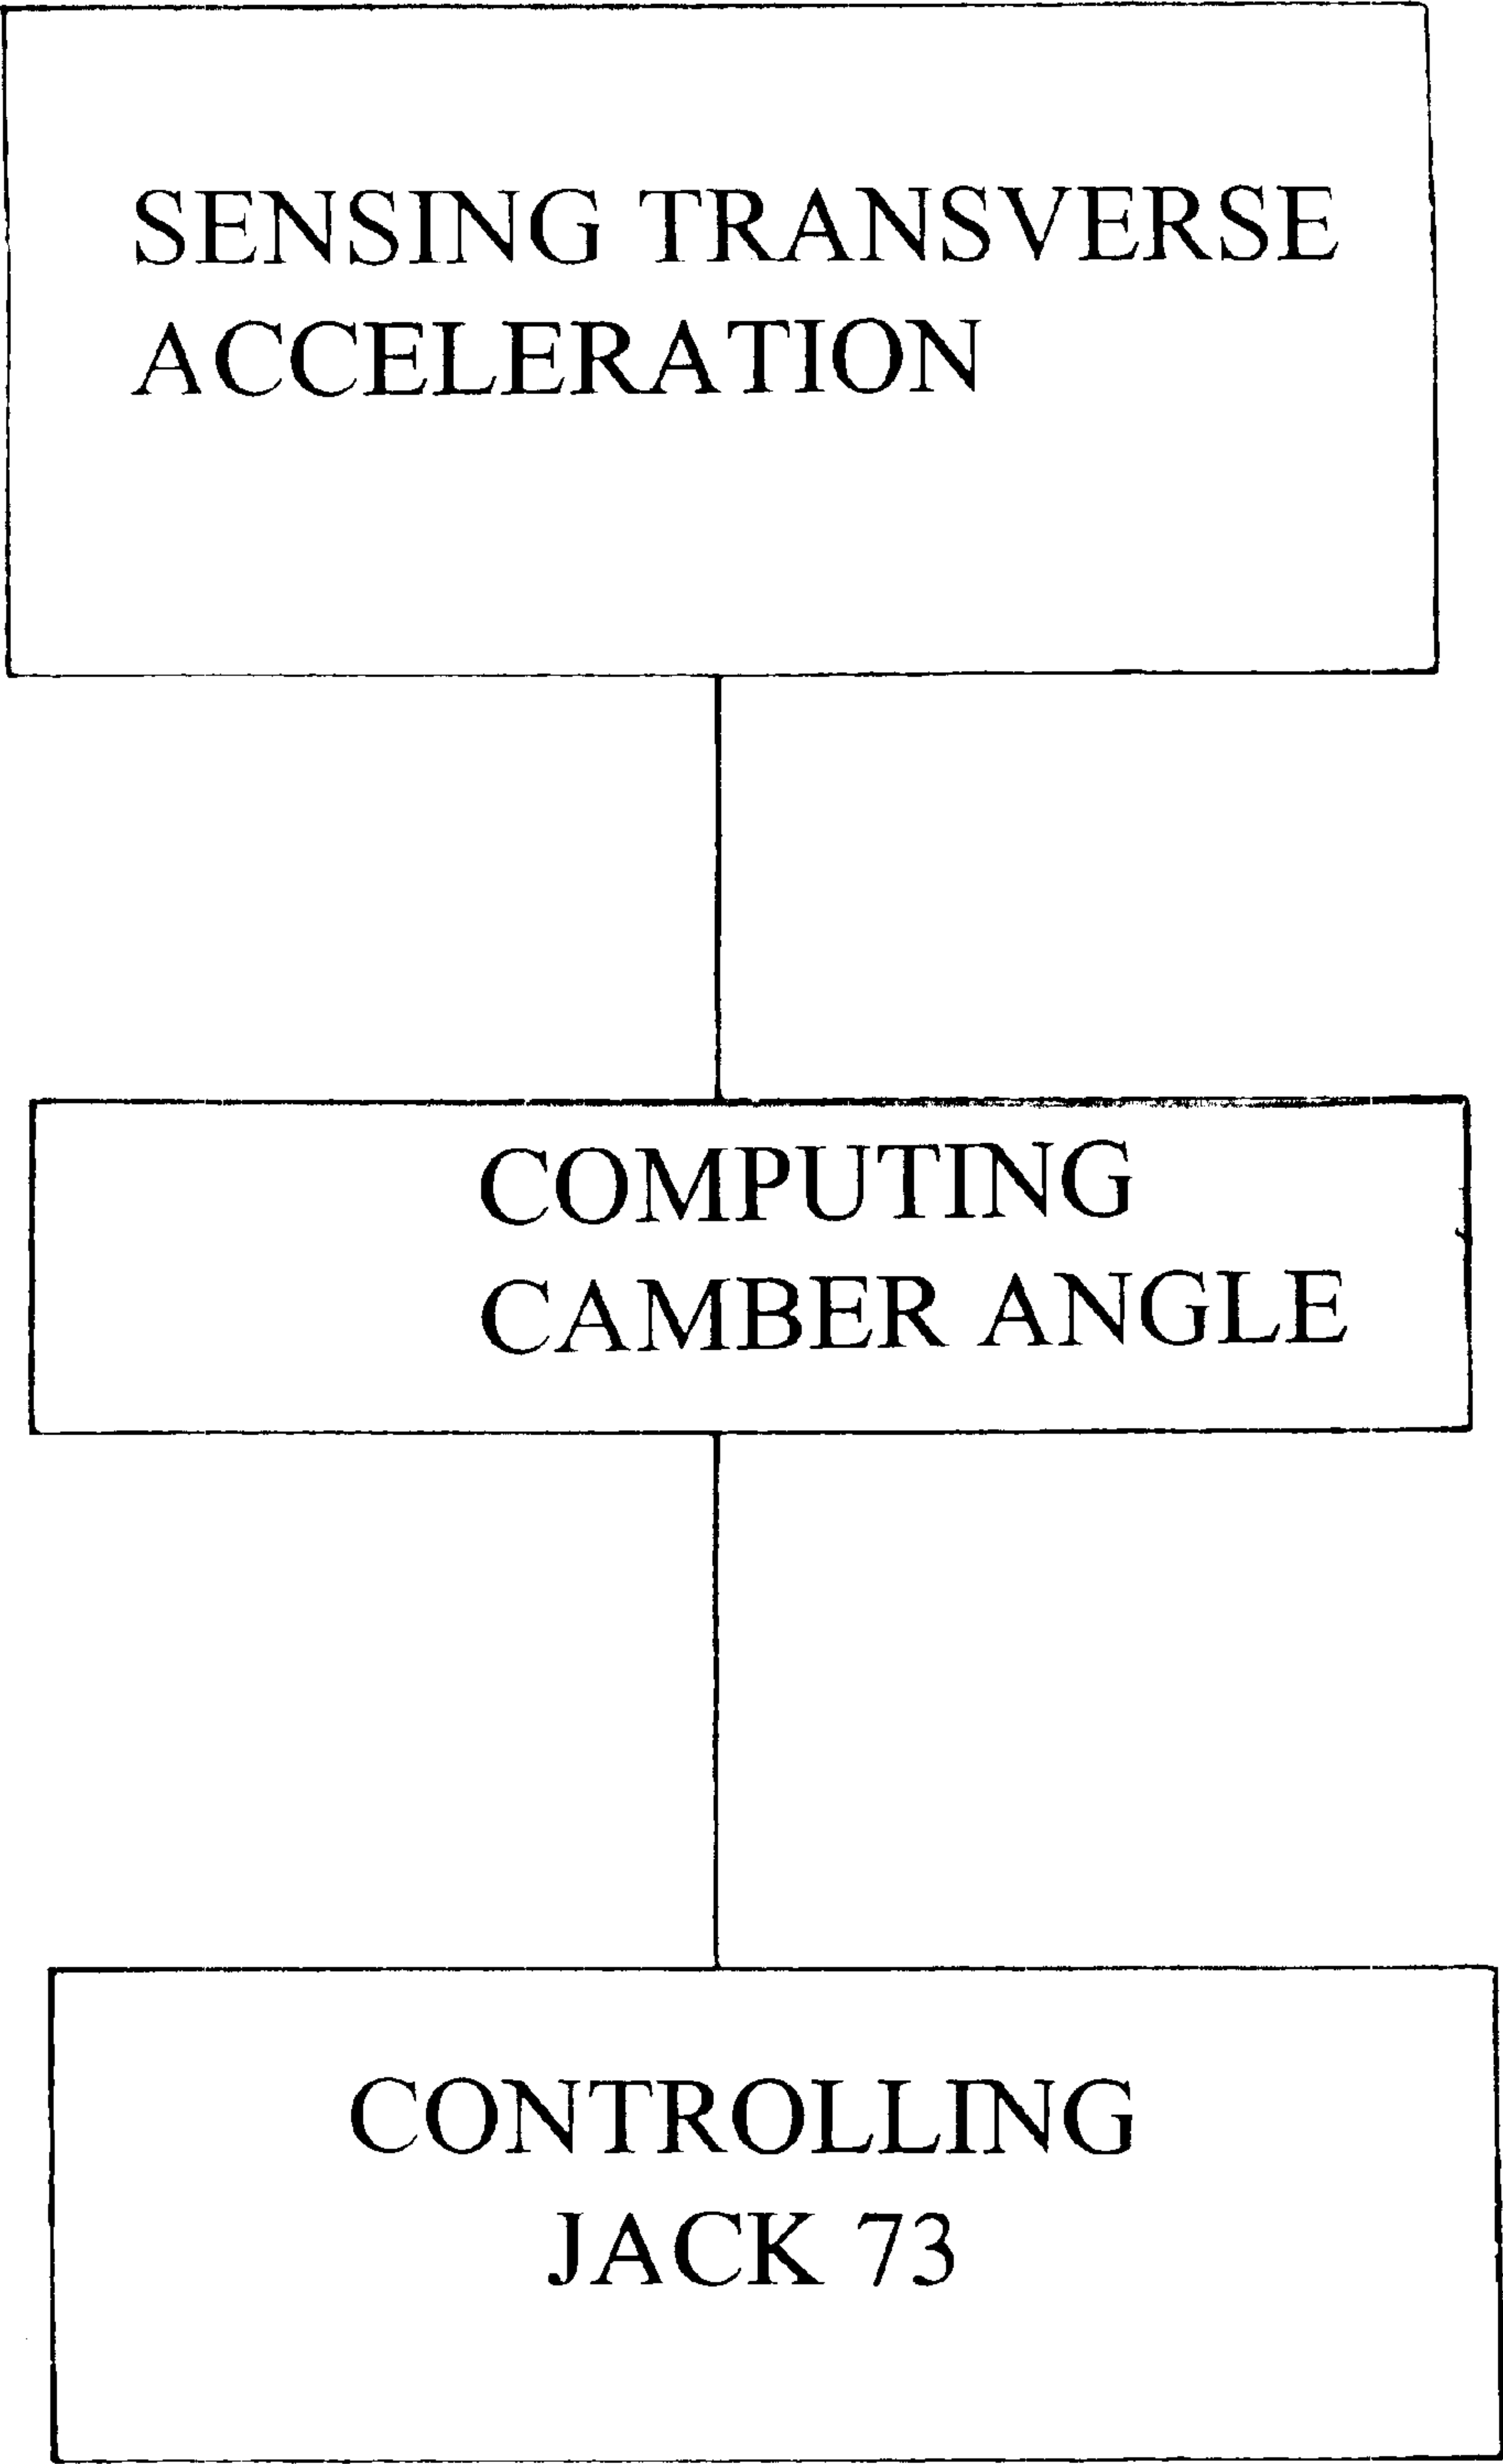 SENSING TRANSVERSE
ACCELERATION
COMPUTING
CAMBER ANGLE
CONTROLLING
JACK 73